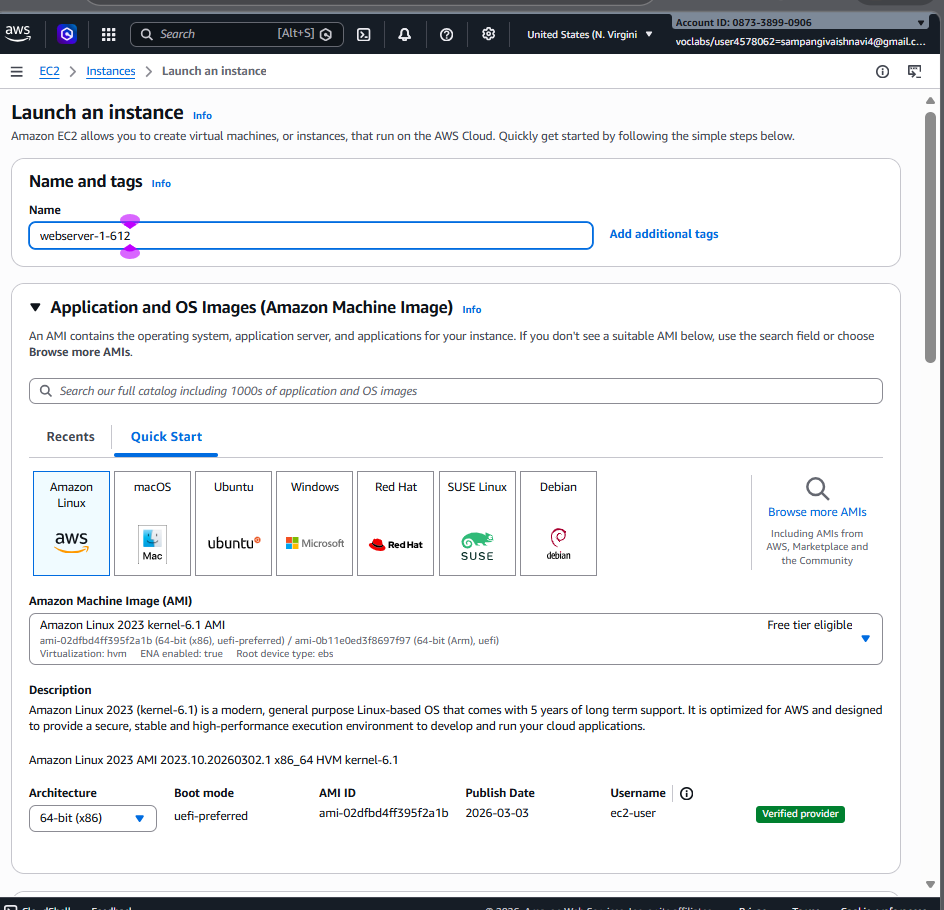 aws
Search [Alt+S]
United States (N. Virgini
Account ID: 0873-3899-0906
voclabs/user4578062=sampangivaishnavi4@gmail.c...
EC2 > Instances > Launch an instance
Launch an instance Info
Amazon EC2 allows you to create virtual machines, or instances, that run on the AWS Cloud. Quickly get started by following the simple steps below.
Name and tags Info
Name
webserver-1-612
Add additional tags
Application and OS Images (Amazon Machine Image) Info
An AMI contains the operating system, application server, and applications for your instance. If you don't see a suitable AMI below, use the search field or choose
Browse more AMIs.
Search our full catalog including 1000s of application and OS images
Recents
Quick Start
Amazon
Linux
aws
macOS
Mac
Ubuntu
ubuntu
Windows
Microsoft
Red Hat
Red Hat
SUSE Linux
SUSE
Debian
debian
Browse more AMIs
Including AMIs from
AWS, Marketplace and
the Community
Amazon Machine Image (AMI)
Amazon Linux 2023 kernel-6.1 AMI
Free tier eligible
ami-02dfbd4ff395f2a1b (64-bit (x86), uefi-preferred) / ami-0b11e0ed3f8697f97 (64-bit (Arm), uefi)
Virtualization: hvm ENA enabled: true Root device type: ebs
Description
Amazon Linux 2023 (kernel-6.1) is a modern, general purpose Linux-based OS that comes with 5 years of long term support. It is optimized for AWS and designed
to provide a secure, stable and high-performance execution environment to develop and run your cloud applications.
Amazon Linux 2023 AMI 2023.10.20260302.1 x86_64 HVM kernel-6.1
Architecture Boot mode AMI ID Publish Date Username
64-bit (x86) uefi-preferred ami-02dfbd4ff395f2a1b 2026-03-03 ec2-user
Verified provider